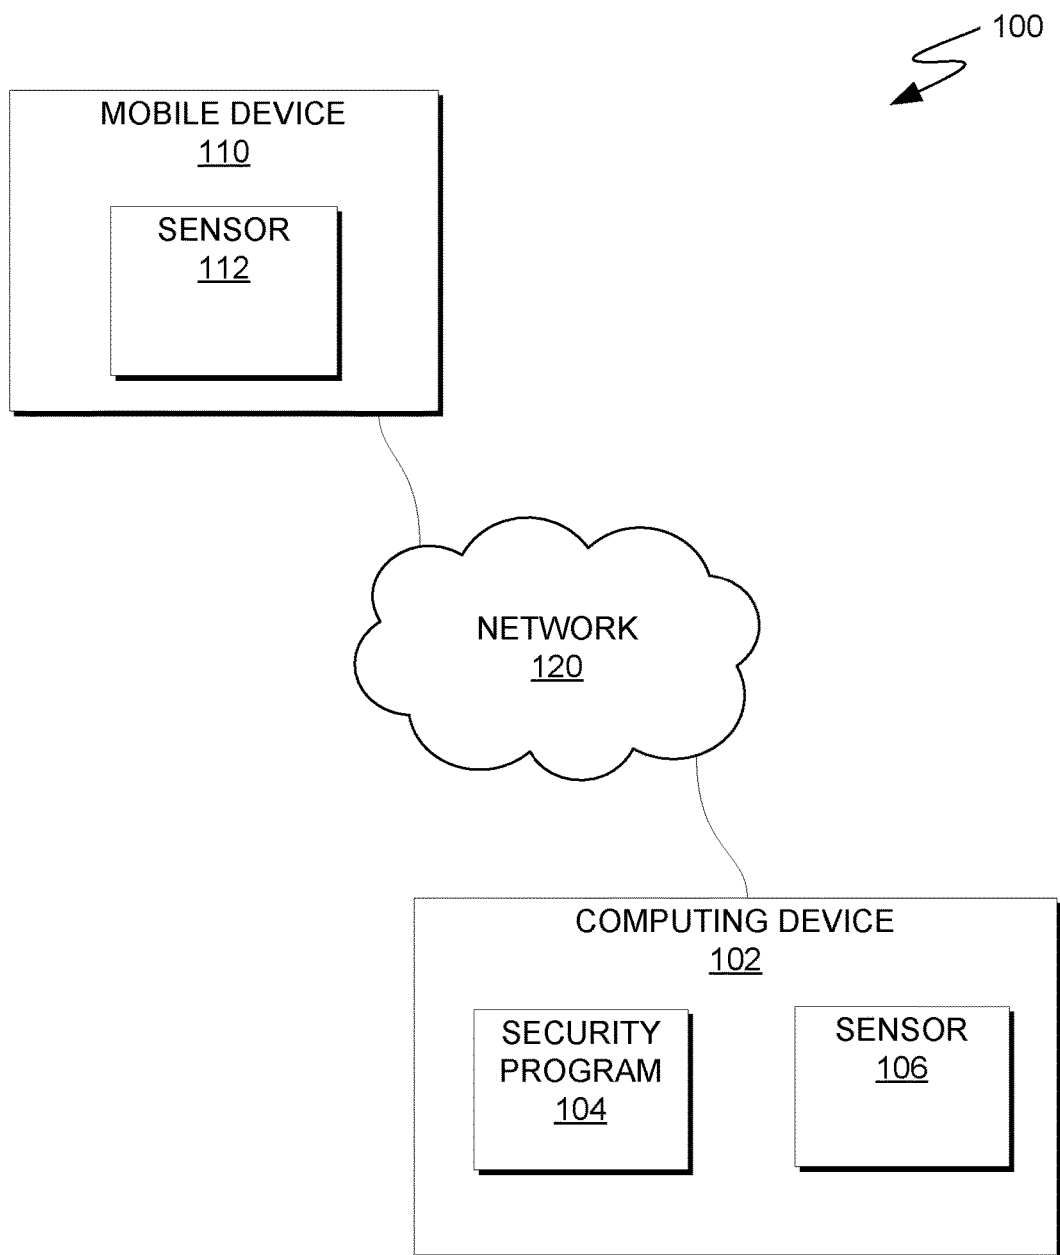 100
MOBILE DEVICE
110
SENSOR
112
NETWORK
120
COMPUTING DEVICE
102
SECURITY
PROGRAM
104
SENSOR
106